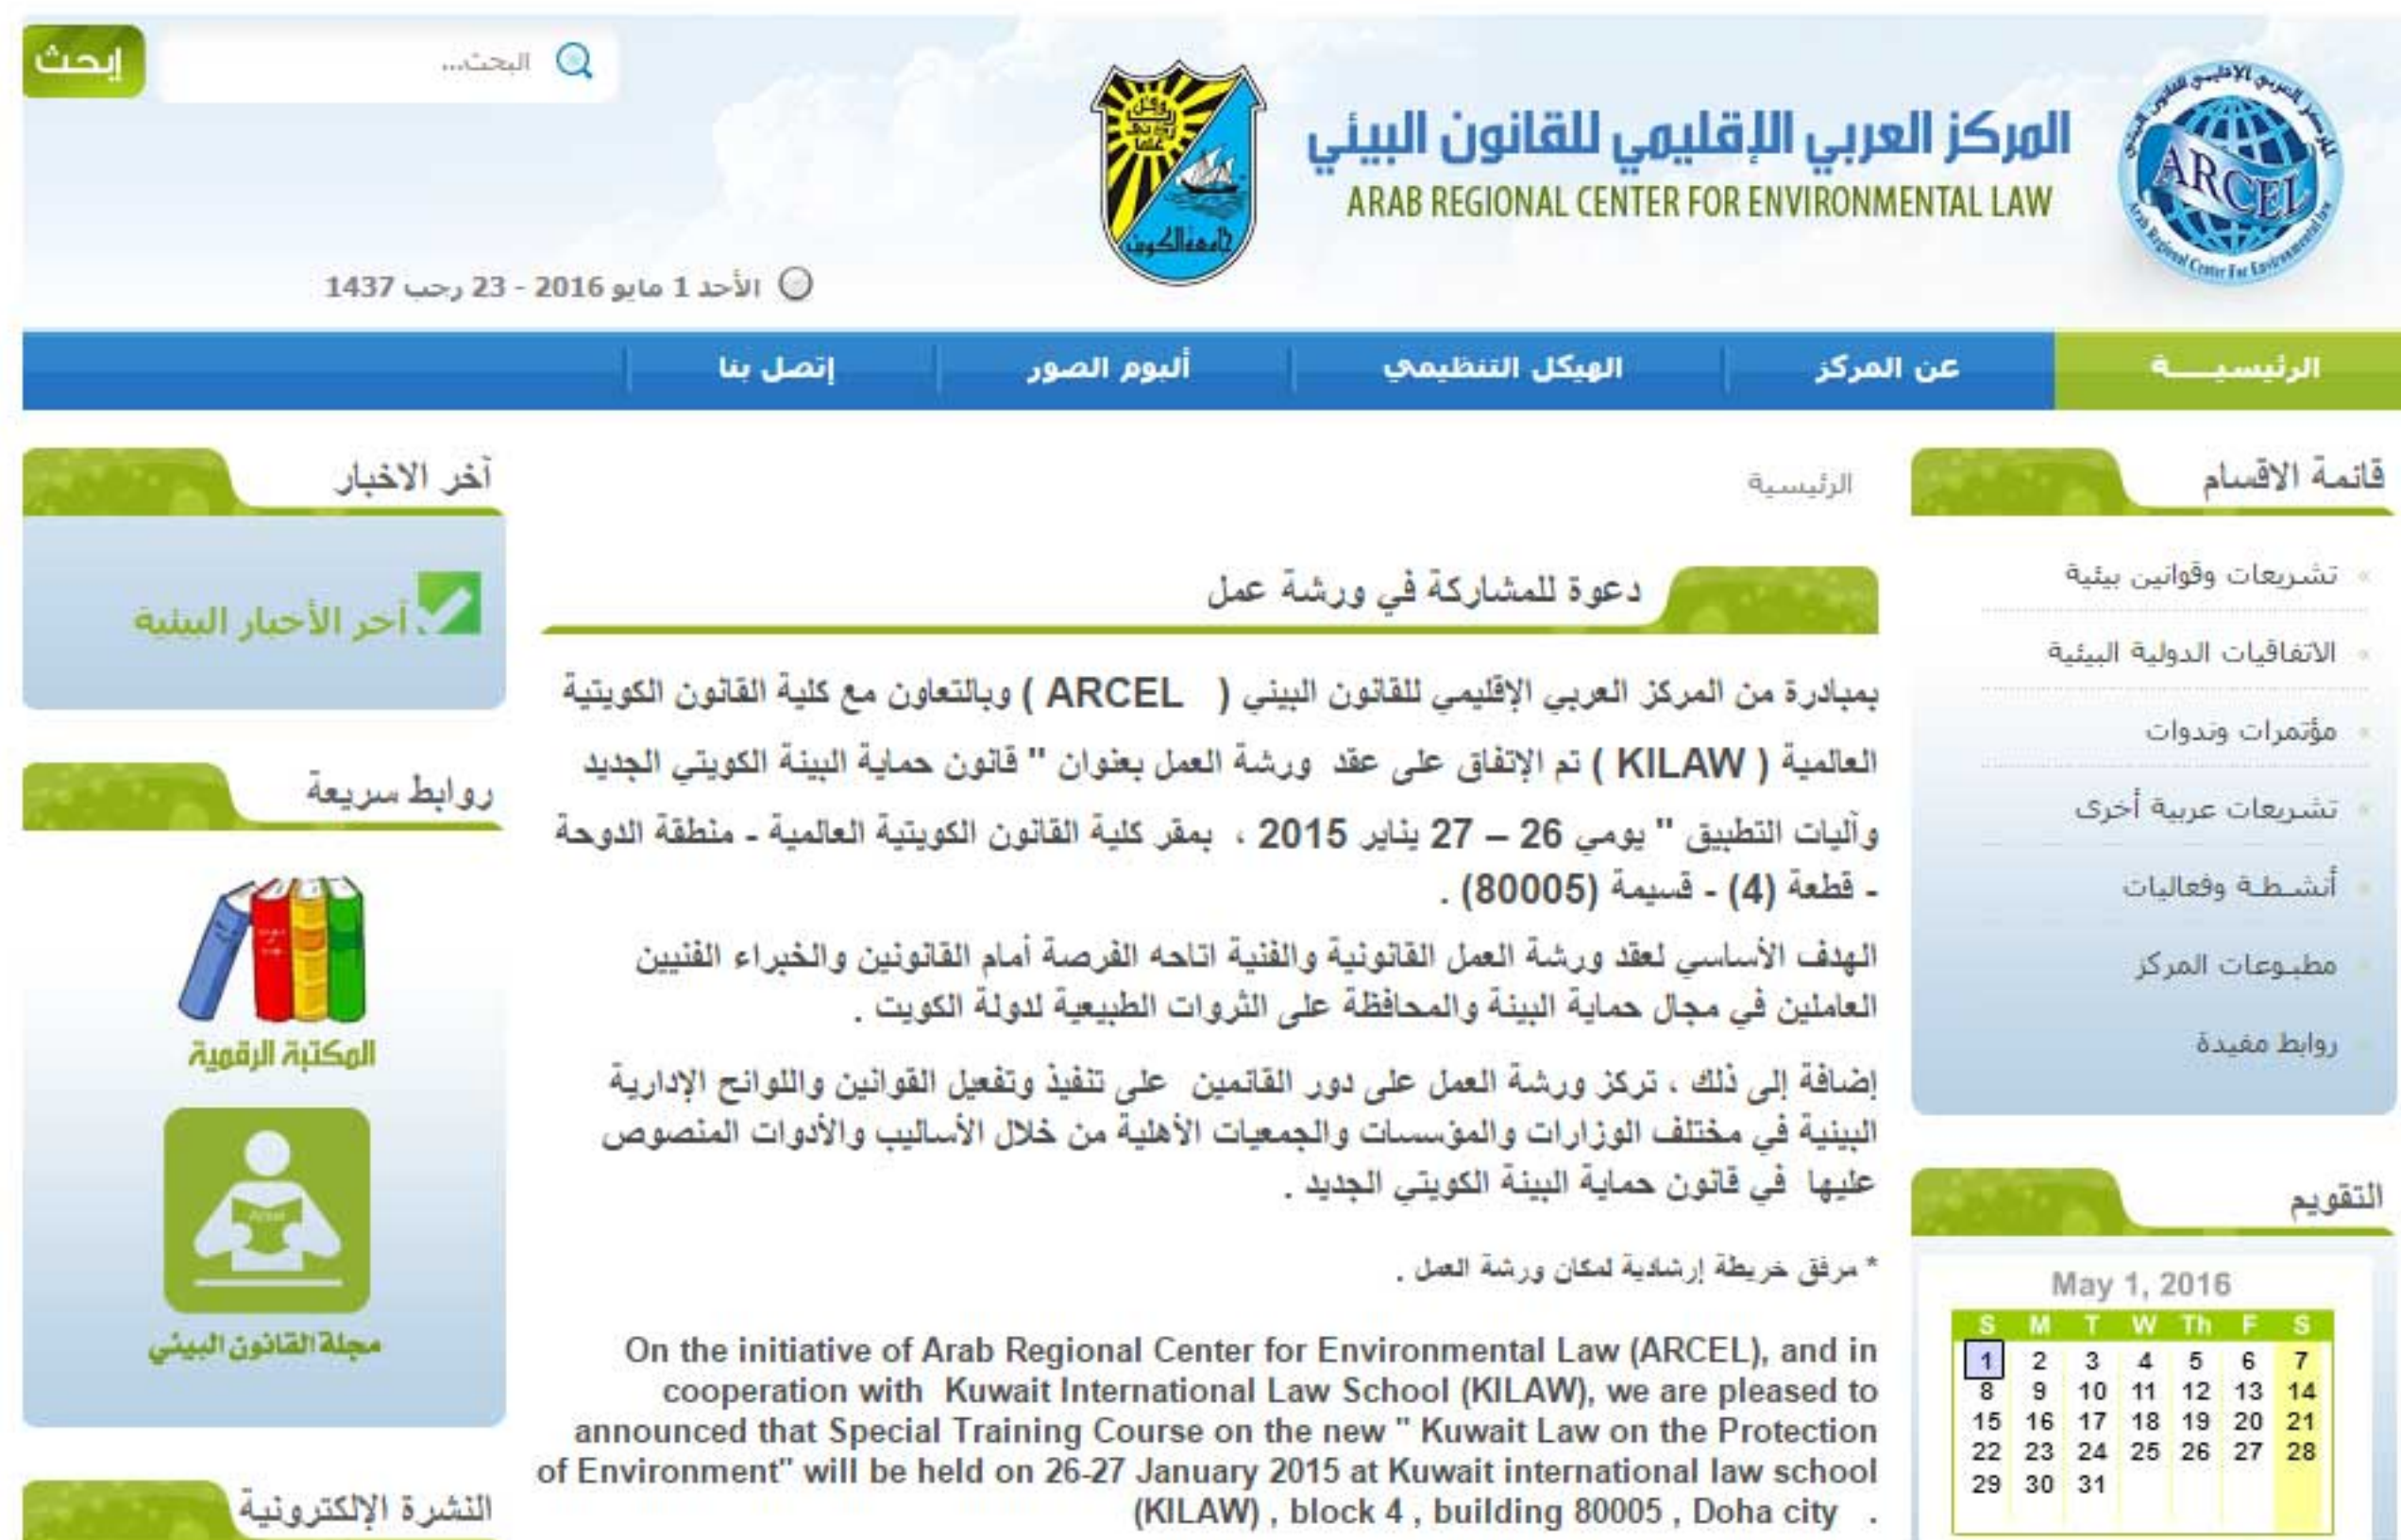 إبحث
البحث...
المركز العربي الإقليمي للقانون البيئي
ARAB REGIONAL CENTER FOR ENVIRONMENTAL LAW
ARCEL
جامعة الكويت
الأحد 1 مايو 2016 - 23 رجب 1437
الرئيسيـــــة
عن المركز
الهيكل التنظيمي
ألبوم الصور
إتصل بنا
قائمة الاقسام
تشريعات وقوانين بيئية
الاتفاقيات الدولية البيئية
مؤتمرات وندوات
تشريعات عربية أخرى
أنشـطـة وفعاليات
مطبـوعات المركز
روابط مفيدة
التقويم
May 1, 2016
S M T W Th F S
1 2 3 4 5 6 7
8 9 10 11 12 13 14
15 16 17 18 19 20 21
22 23 24 25 26 27 28
29 30 31
الرئيسية
دعوة للمشاركة في ورشة عمل
بمبادرة من المركز العربي الإقليمي للقانون البيئي ( ARCEL ) وبالتعاون مع كلية القانون الكويتية
العالمية ( KILAW ) تم الإتفاق على عقد ورشة العمل بعنوان " قانون حماية البيئة الكويتي الجديد
وآليات التطبيق " يومي 26 – 27 يناير 2015 ، بمقر كلية القانون الكويتية العالمية - منطقة الدوحة
- قطعة (4) - قسيمة (80005) .
الهدف الأساسي لعقد ورشة العمل القانونية والفنية اتاحه الفرصة أمام القانونين والخبراء الفنيين
العاملين في مجال حماية البيئة والمحافظة على الثروات الطبيعية لدولة الكويت .
إضافة إلى ذلك ، تركز ورشة العمل على دور القائمين على تنفيذ وتفعيل القوانين واللوائح الإدارية
البيئية في مختلف الوزارات والمؤسسات والجمعيات الأهلية من خلال الأساليب والأدوات المنصوص
عليها في قانون حماية البيئة الكويتي الجديد .
* مرفق خريطة إرشادية لمكان ورشة العمل .
On the initiative of Arab Regional Center for Environmental Law (ARCEL), and in
cooperation with Kuwait International Law School (KILAW), we are pleased to
announced that Special Training Course on the new " Kuwait Law on the Protection
of Environment" will be held on 26-27 January 2015 at Kuwait international law school
(KILAW) , block 4 , building 80005 , Doha city .
آخر الاخبار
آخر الأخبار البيئية
روابط سريعة
المكتبة الرقمية
Arcel
مجلة القانون البيئي
النشرة الإلكترونية